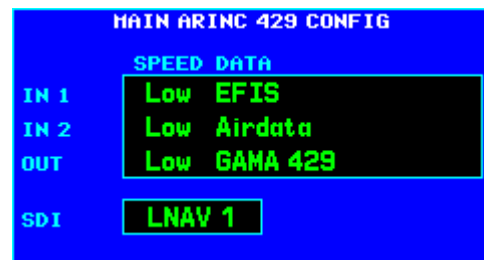 MAIN ARINC 429 CONFIG
SPEED DATA
IN 1 Low EFIS
IN 2 Low Airdata
OUT Low GAMA 429
SDI LNAV 1